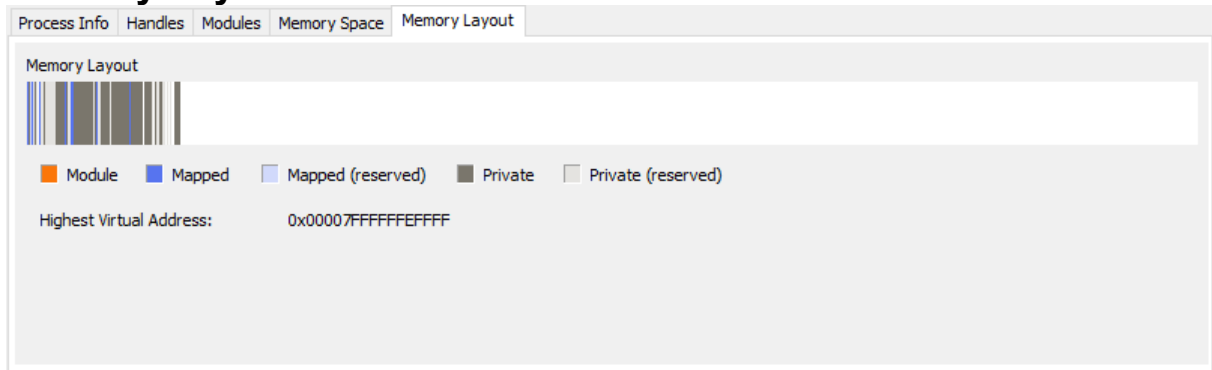 Process Info Handles Modules Memory Space Memory Layout
Memory Layout
Module Mapped Mapped (reserved) Private Private (reserved)
Highest Virtual Address: 0x00007FFFFFFEFFFF